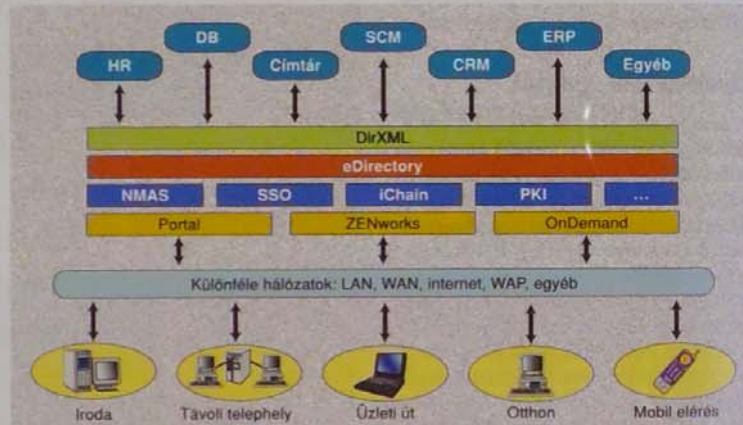 DB SCM ERP
HR Címtár CRM Egyéb
DirXML
eDirectory
NMAS SSO iChain PKI ...
Portal ZENworks OnDemand
Különféle hálózatok: LAN, WAN, internet, WAP, egyéb
Iroda Távoli telephely Üzleti út Otthon Mobil elérés